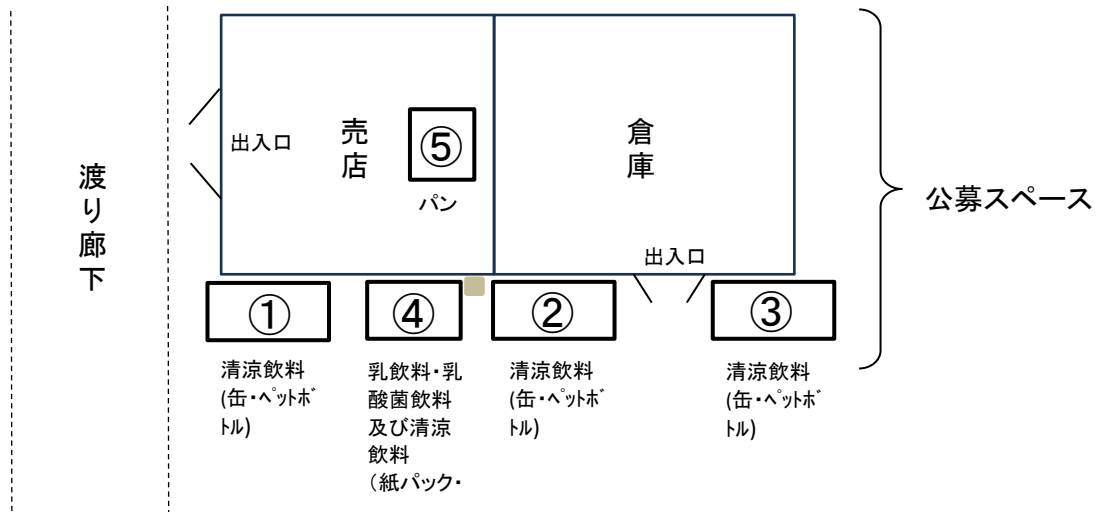 渡り廊下
出入口
売店
⑤
パン
倉庫
出入口
公募スペース
①
④
②
③
清涼飲料
(缶・ﾍﾟｯﾄﾎﾞ
ﾄﾙ)
乳飲料・乳
酸菌飲料
及び清涼
飲料
（紙パック・
清涼飲料
(缶・ﾍﾟｯﾄﾎﾞ
ﾄﾙ)
清涼飲料
(缶・ﾍﾟｯﾄﾎﾞ
ﾄﾙ)